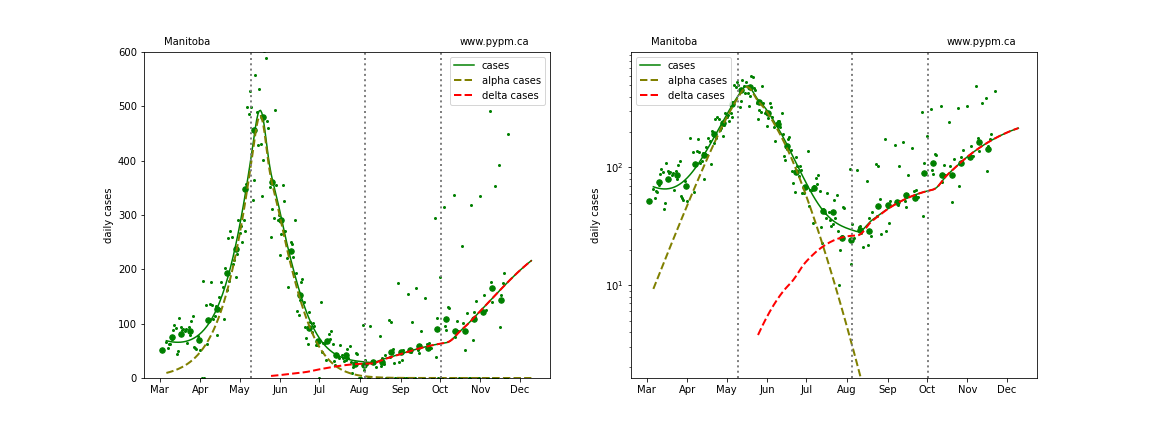 Manitoba www.pypm.ca
600
500
400
300
200
100
0
daily cases
cases
alpha cases
delta cases
Mar Apr May Jun Jul Aug Sep Oct Nov Dec
Manitoba www.pypm.ca
10²
10¹
daily cases
cases
alpha cases
delta cases
Mar Apr May Jun Jul Aug Sep Oct Nov Dec